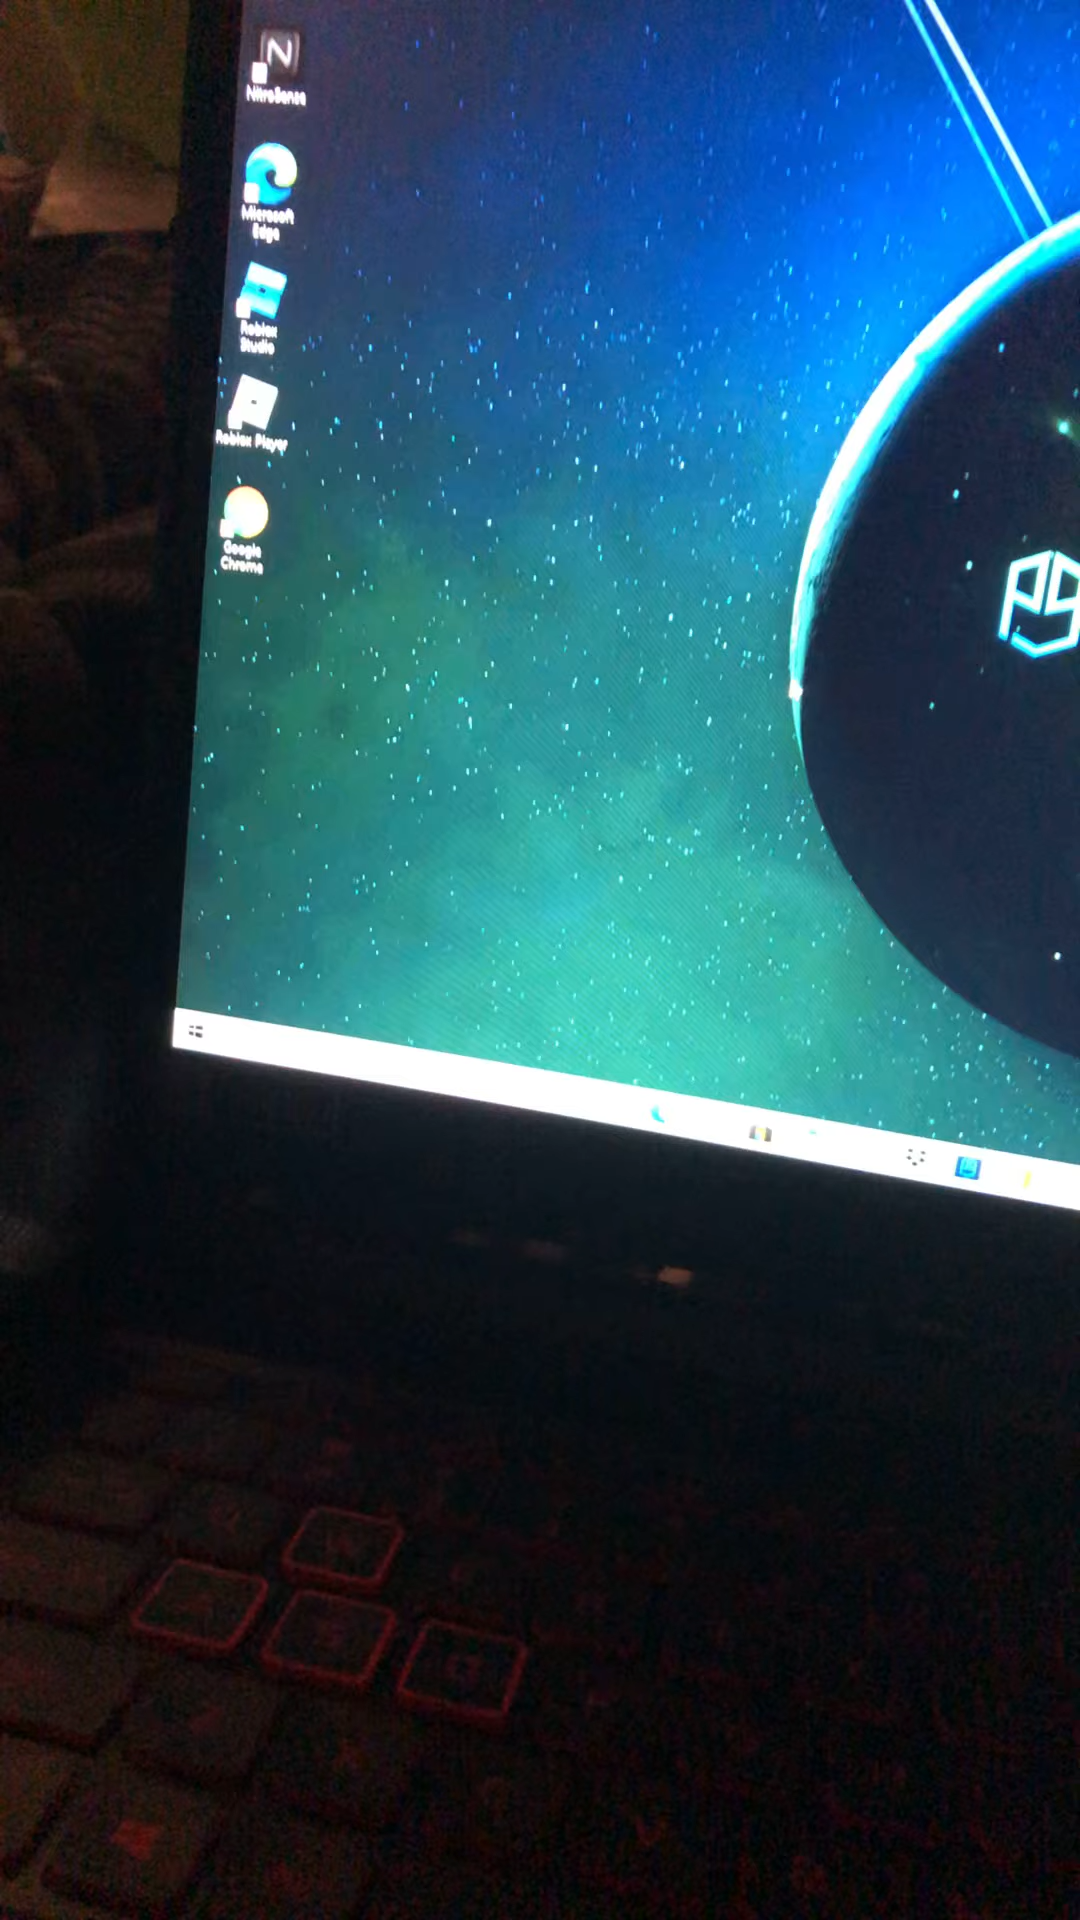 N
NitroSense
Microsoft
Edge
Roblox
Studio
Roblox Player
Google
Chrome